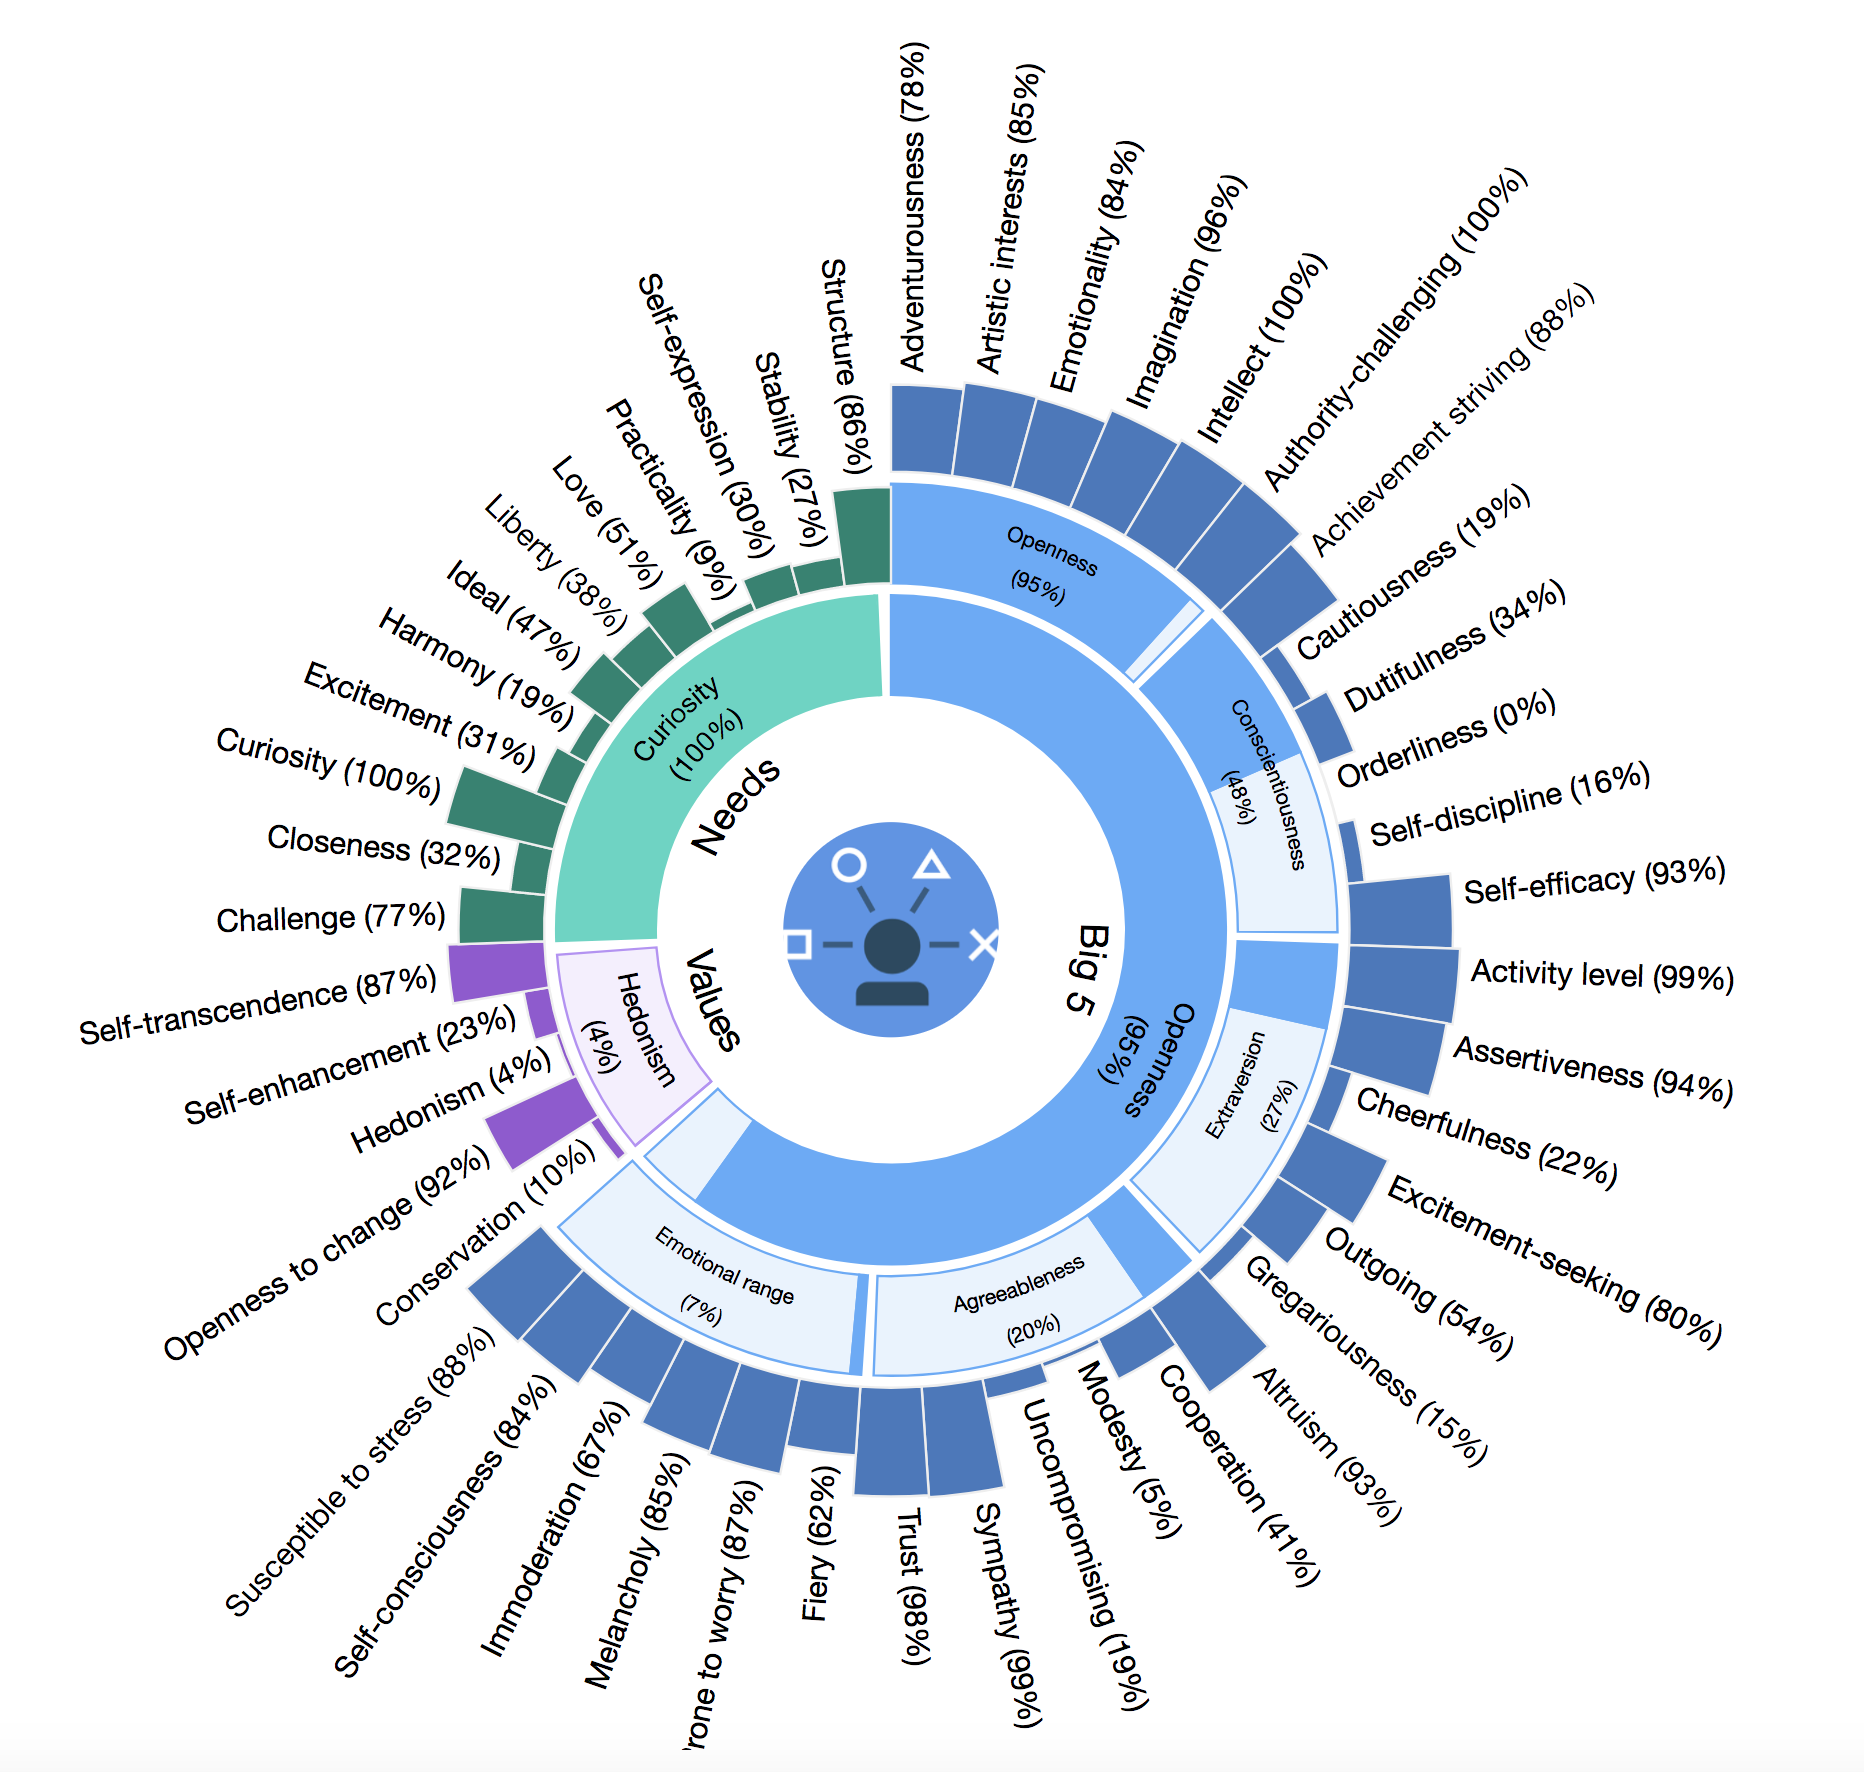 Adventurousness (78%)
Artistic interests (85%)
Emotionality (84%)
Imagination (96%)
Intellect (100%)
Authority-challenging (100%)
Achievement striving (88%)
Cautiousness (19%)
Dutifulness (34%)
Orderliness (0%)
Self-discipline (16%)
Self-efficacy (93%)
Activity level (99%)
Assertiveness (94%)
Cheerfulness (22%)
Excitement-seeking (80%)
Outgoing (54%)
Gregariousness (15%)
Altruism (93%)
Cooperation (41%)
Modesty (5%)
Uncompromising (19%)
Sympathy (99%)
Trust (98%)
Fiery (62%)
rone to worry (87%)
Melancholy (85%)
Immoderation (67%)
Self-consciousness (84%)
Susceptible to stress (88%)
Conservation (10%)
Openness to change (92%)
Hedonism (4%)
Self-enhancement (23%)
Self-transcendence (87%)
Challenge (77%)
Closeness (32%)
Curiosity (100%)
Excitement (31%)
Harmony (19%)
Ideal (47%)
Liberty (38%)
Love (51%)
Practicality (9%)
Self-expression (30%)
Stability (27%)
Structure (86%)
Openness
(95%)
Conscientiousness
(48%)
Extraversion
(27%)
Agreeableness
(20%)
Emotional range
(7%)
Openness
(95%)
Big 5
Hedonism
(4%)
Values
Curiosity
(100%)
Needs